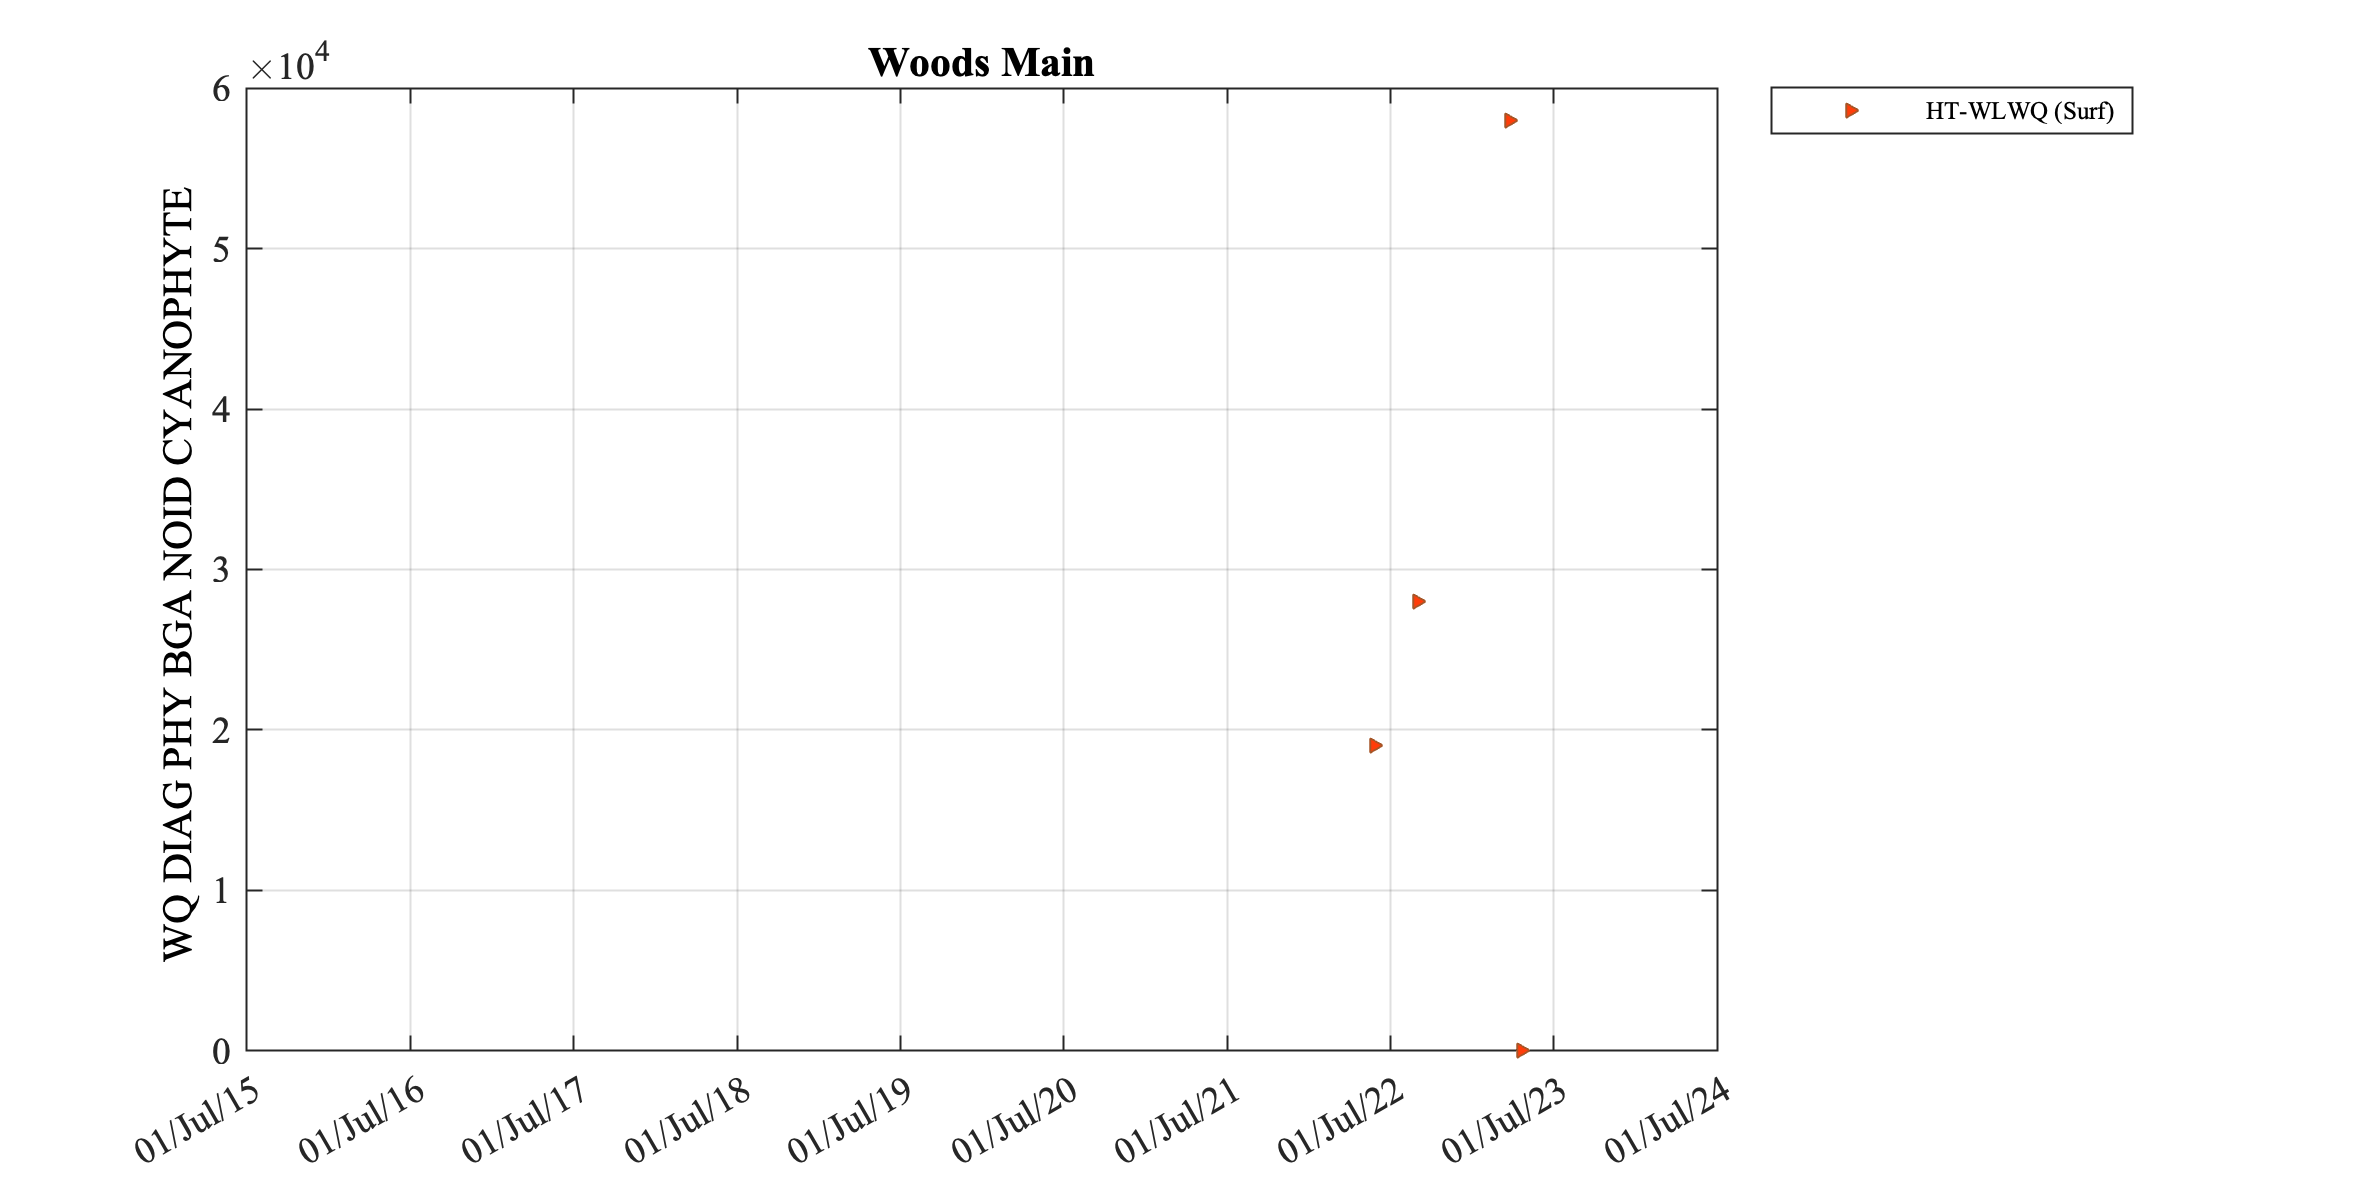 Woods Main
×10^4
6
5
4
3
2
1
0
WQ DIAG PHY BGA NOID CYANOPHYTE
01/Jul/15
01/Jul/16
01/Jul/17
01/Jul/18
01/Jul/19
01/Jul/20
01/Jul/21
01/Jul/22
01/Jul/23
01/Jul/24
HT-WLWQ (Surf)